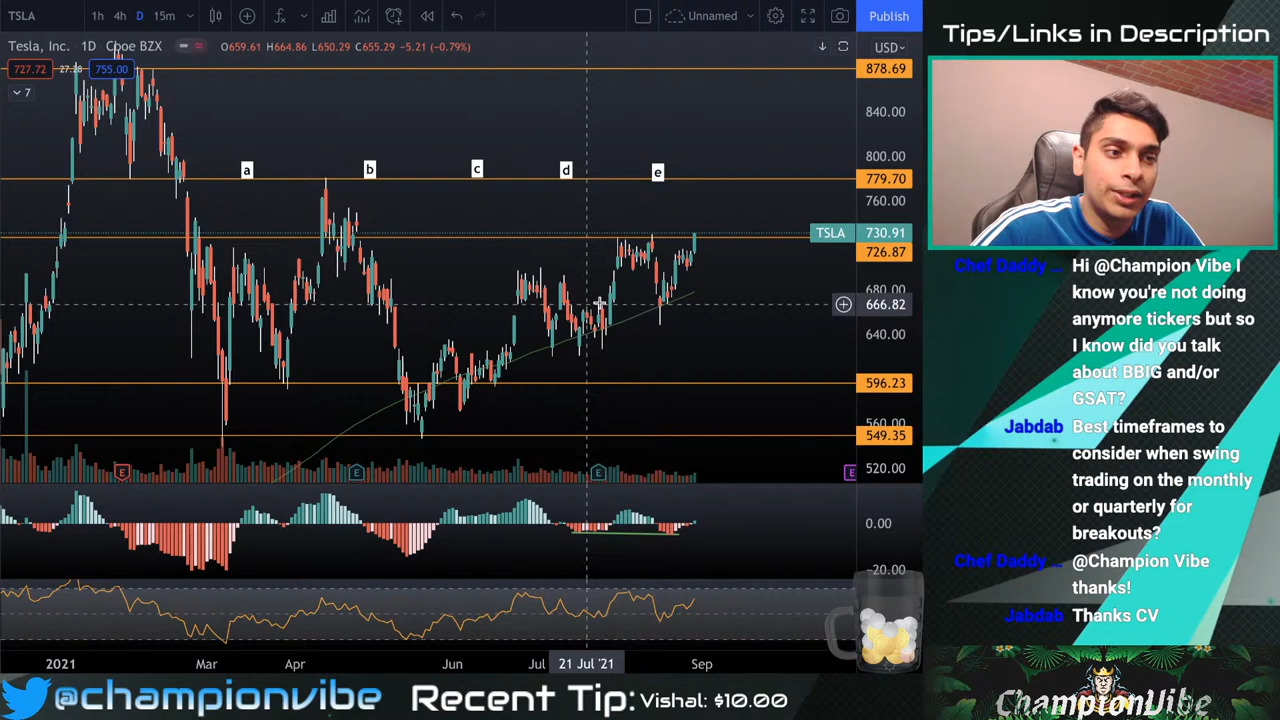 TSLA 1h 4h D 15m Unnamed Publish
Tips/Links in Description
Tesla, Inc. 1D Cboe BZX O659.61 H664.86 L650.29 C655.29 -5.21 (-0.79%)
USD
727.72 27.28 755.00
7
878.69
840.00
800.00
a b c d e
779.70
760.00
TSLA 730.91
726.87
680.00
666.82
640.00
596.23
560.00
549.35
520.00
E E E E
0.00
-20.00
2021 Mar Apr Jun Jul 21 Jul '21 Sep
Chef Daddy ... Hi @Champion Vibe I
know you're not doing
anymore tickers but so
I know did you talk
about BBIG and/or
GSAT?
Jabdab Best timeframes to
consider when swing
trading on the monthly
or quarterly for
breakouts?
Chef Daddy ... @Champion Vibe
thanks!
Jabdab Thanks CV
@championvibe Recent Tip: Vishal: $10.00
ChampionVibe